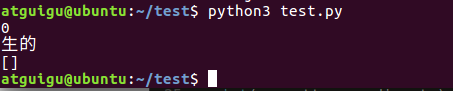 atguigu@ubuntu:~/test$ python3 test.py
0
生的
[]
atguigu@ubuntu:~/test$